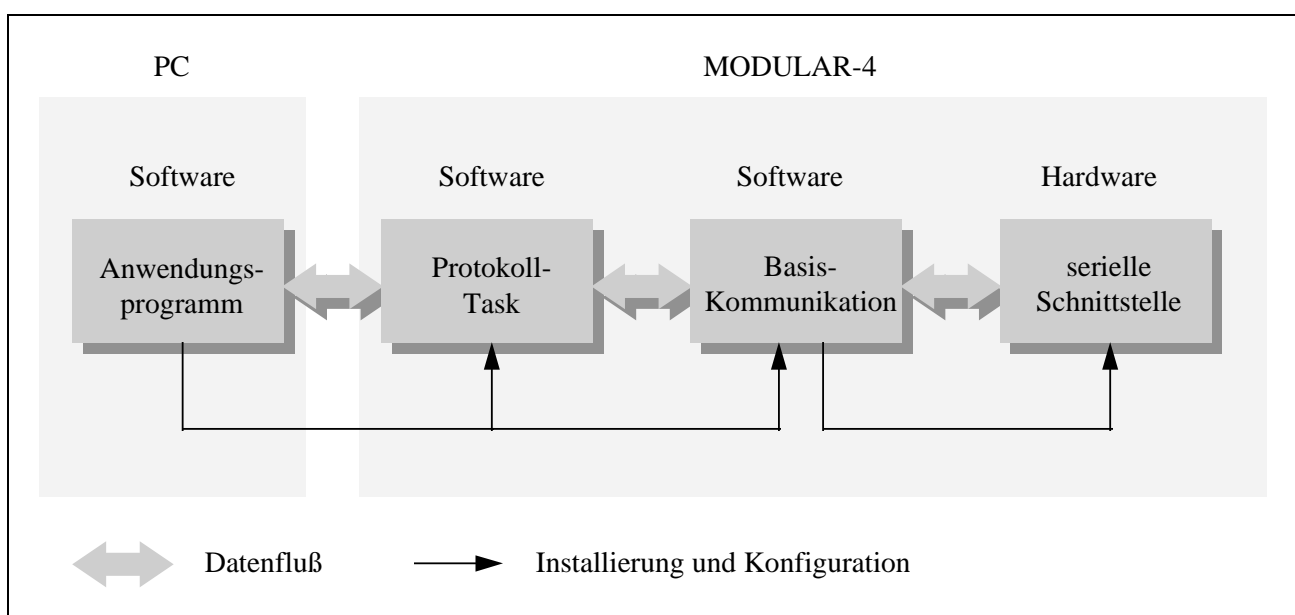 PC
MODULAR-4
Software
Software
Software
Hardware
Anwendungs-
programm
Protokoll-
Task
Basis-
Kommunikation
serielle
Schnittstelle
Datenfluß
Installierung und Konfiguration